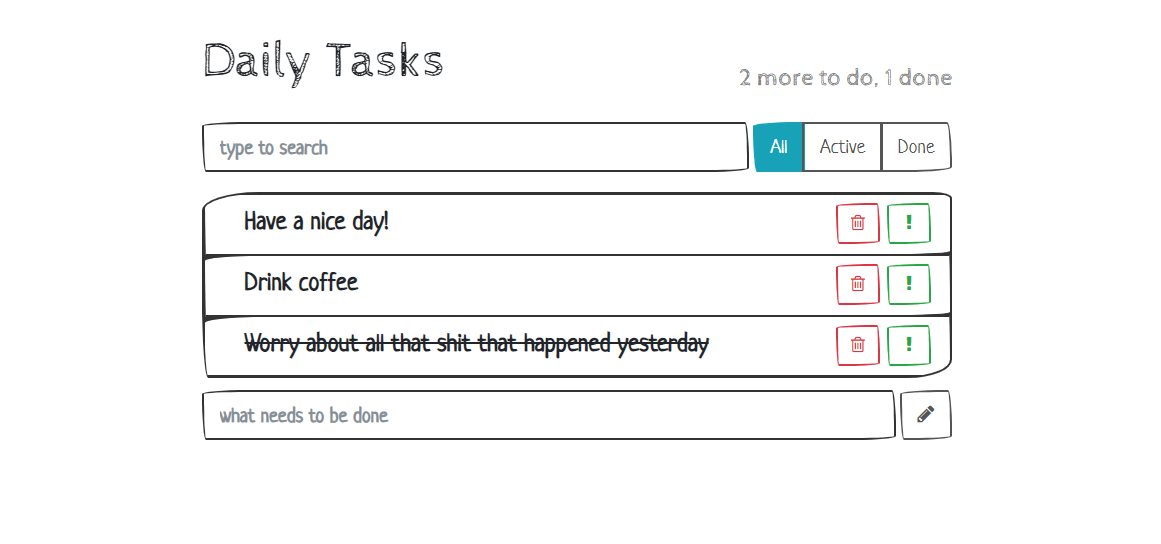 Daily Tasks
2 more to do, 1 done
type to search
All Active Done
Have a nice day!
Drink coffee
Worry about all that shit that happened yesterday
what needs to be done